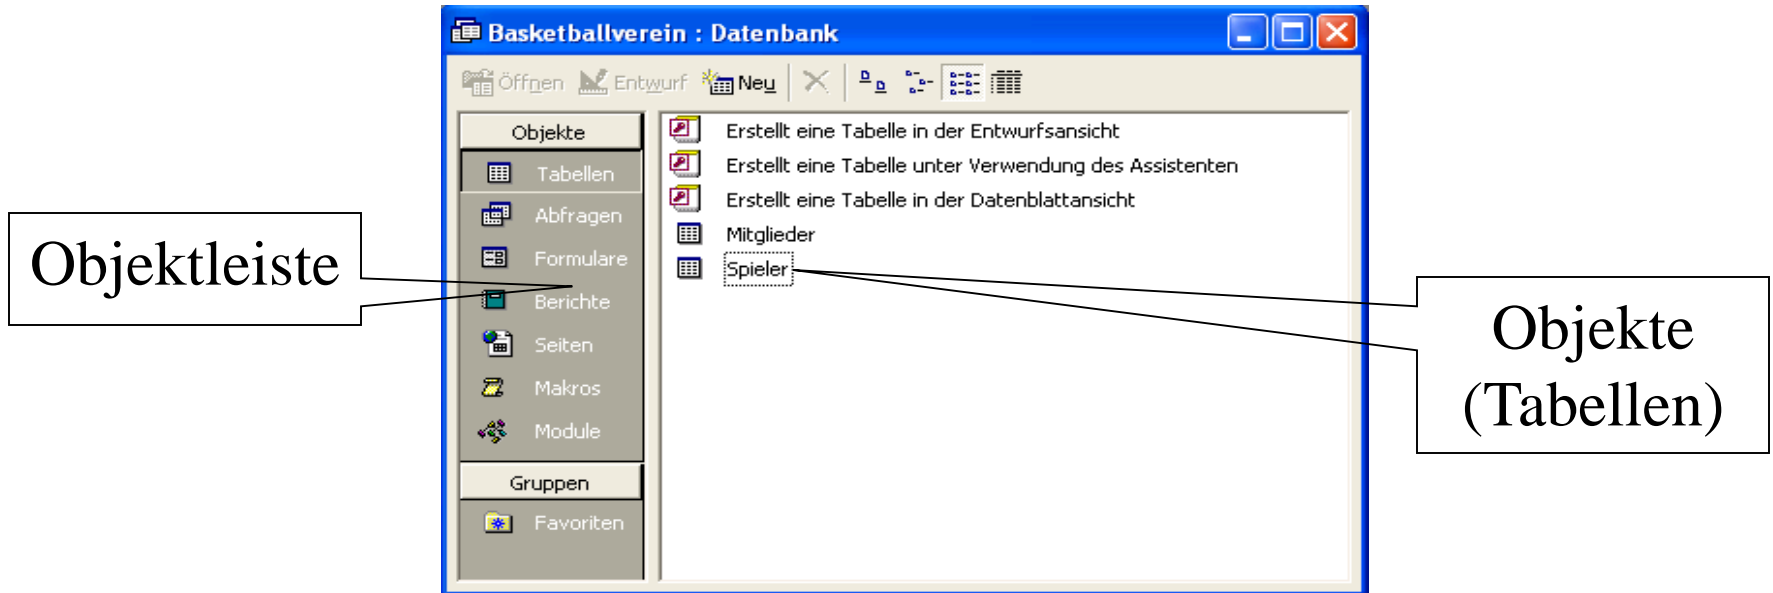 Basketballverein : Datenbank
Öffnen Entwurf Neu
Objekte
Tabellen
Abfragen
Formulare
Berichte
Seiten
Makros
Module
Gruppen
Favoriten
Erstellt eine Tabelle in der Entwurfsansicht
Erstellt eine Tabelle unter Verwendung des Assistenten
Erstellt eine Tabelle in der Datenblattansicht
Mitglieder
Spieler
Objektleiste
Objekte
(Tabellen)